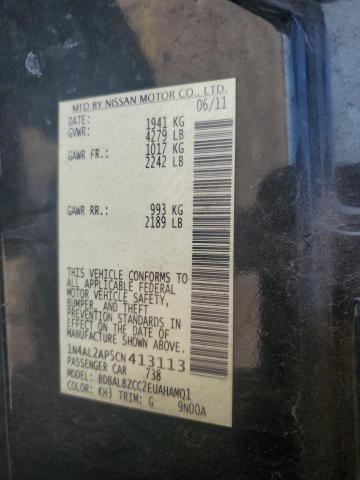 MFD BY NISSAN MOTOR CO., LTD.
DATE: 06/11
GVWR: 1941 KG
4279 LB
GAWR FR.: 1017 KG
2242 LB
GAWR RR.: 993 KG
2189 LB
THIS VEHICLE CONFORMS TO
ALL APPLICABLE FEDERAL
MOTOR VEHICLE SAFETY,
BUMPER, AND THEFT
PREVENTION STANDARDS IN
EFFECT ON THE DATE OF
MANUFACTURE SHOWN ABOVE.
1N4AL2AP5CN413113
PASSENGER CAR 738
MODEL: BDBALBZCC2EUAHAMQ1
COLOR: KH3 TRIM: G 9N00A